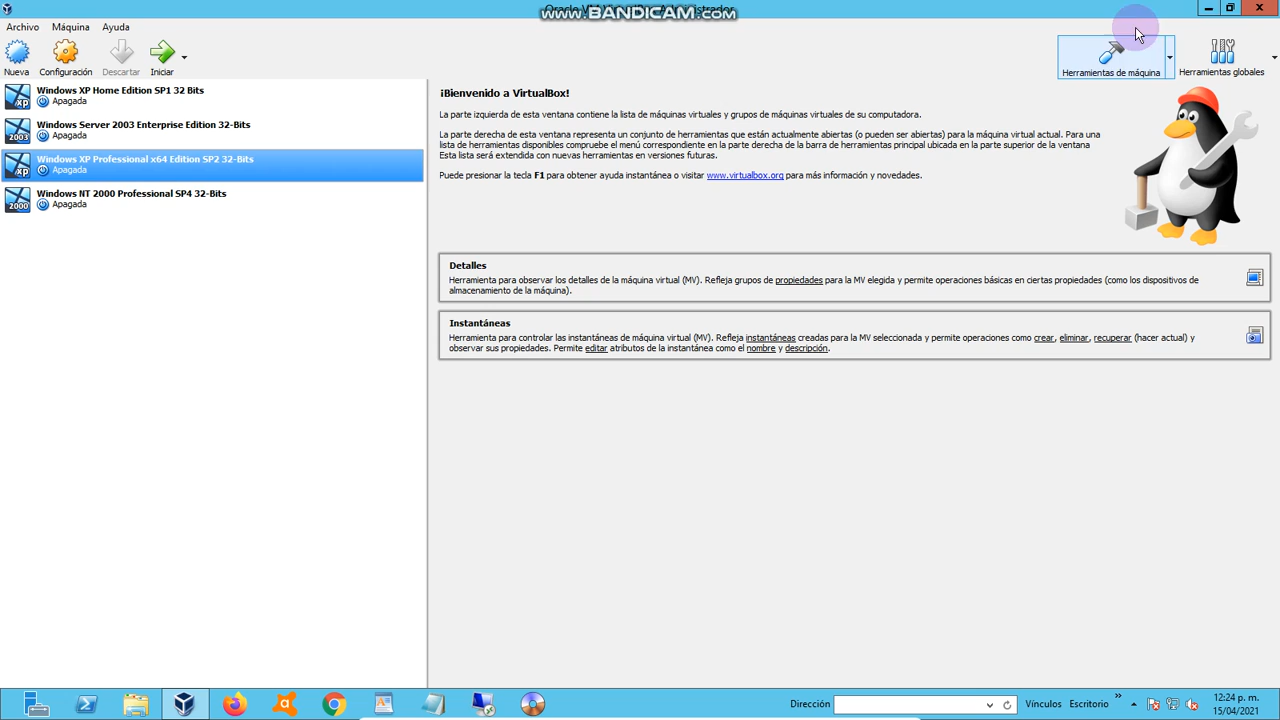 www.BANDICAM.com
Archivo Máquina Ayuda
Nueva Configuración Descartar Iniciar
Herramientas de máquina Herramientas globales
Windows XP Home Edition SP1 32 Bits
Apagada
Windows Server 2003 Enterprise Edition 32-Bits
Apagada
Windows XP Professional x64 Edition SP2 32-Bits
Apagada
Windows NT 2000 Professional SP4 32-Bits
Apagada
xp
2003
xp
2000
¡Bienvenido a VirtualBox!
La parte izquierda de esta ventana contiene la lista de máquinas virtuales y grupos de máquinas virtuales de su computadora.
La parte derecha de esta ventana representa un conjunto de herramientas que están actualmente abiertas (o pueden ser abiertas) para la máquina virtual actual. Para una
lista de herramientas disponibles compruebe el menú correspondiente en la parte derecha de la barra de herramientas principal ubicada en la parte superior de la ventana
Esta lista será extendida con nuevas herramientas en versiones futuras.
Puede presionar la tecla F1 para obtener ayuda instantánea o visitar www.virtualbox.org para más información y novedades.
Detalles
Herramienta para observar los detalles de la máquina virtual (MV). Refleja grupos de propiedades para la MV elegida y permite operaciones básicas en ciertas propiedades (como los dispositivos de
almacenamiento de la máquina).
Instantáneas
Herramienta para controlar las instantáneas de máquina virtual (MV). Refleja instantáneas creadas para la MV seleccionada y permite operaciones como crear, eliminar, recuperar (hacer actual) y
observar sus propiedades. Permite editar atributos de la instantánea como el nombre y descripción.
Dirección
Vínculos Escritorio
12:24 p. m.
15/04/2021